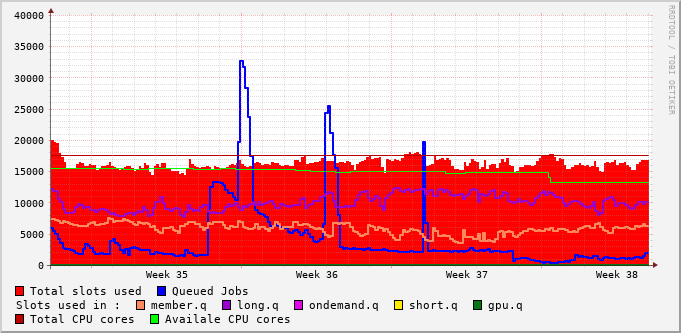 RRDTOOL / TOBI OETIKER
40000
35000
30000
25000
20000
15000
10000
5000
0
Week 35 Week 36 Week 37 Week 38
Total slots used Queued Jobs
Slots used in : member.q long.q ondemand.q short.q gpu.q
Total CPU cores Availale CPU cores